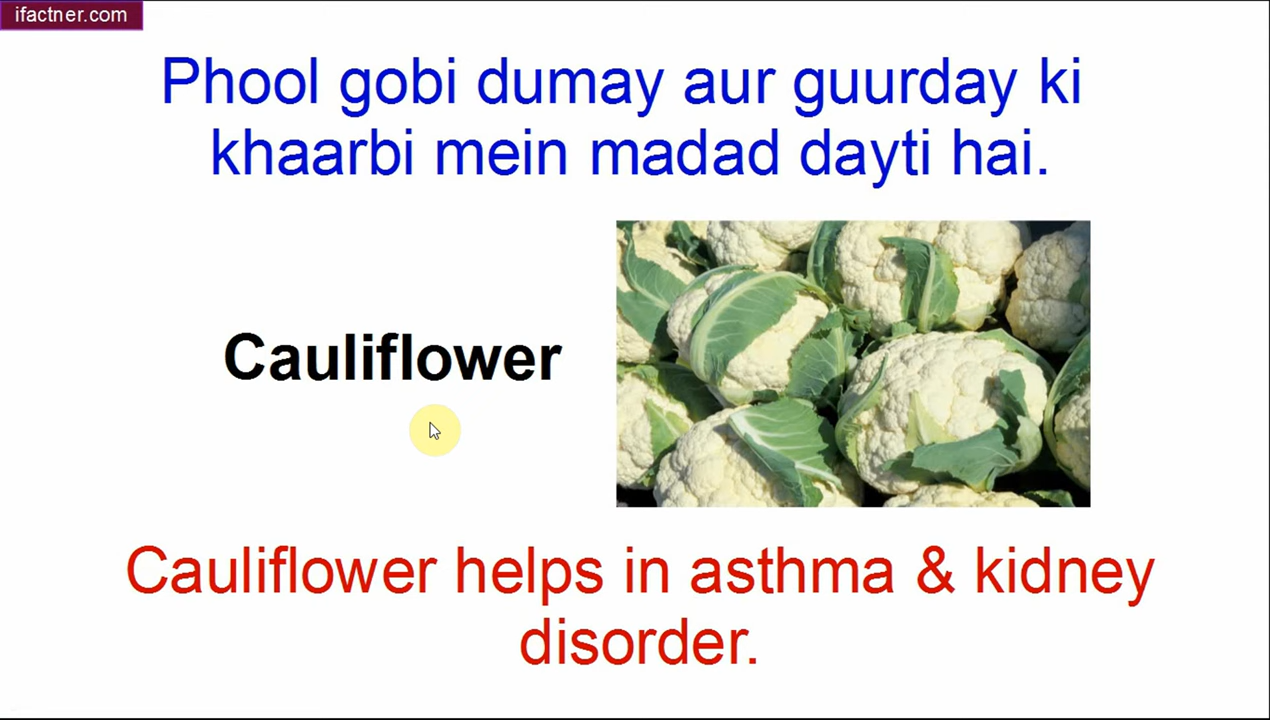 ifactner.com
Phool gobi dumay aur guurday ki
khaarbi mein madad dayti hai.
Cauliflower
Cauliflower helps in asthma & kidney
disorder.